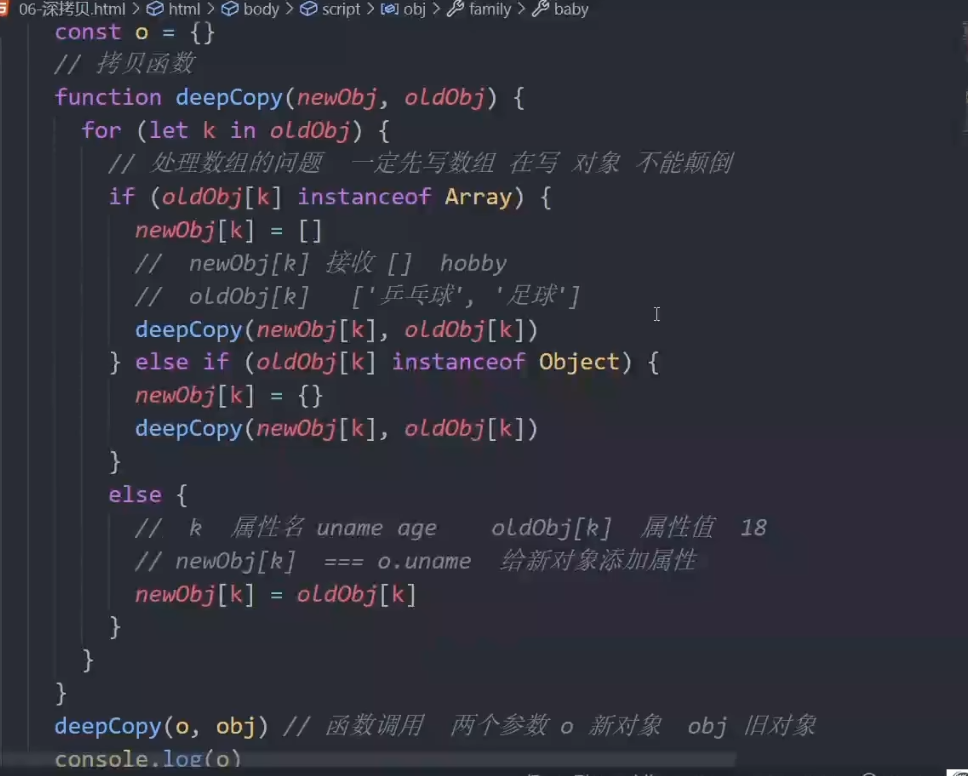 06-深拷贝.html > html > body > script > obj > family > baby
const o = {}
// 拷贝函数
function deepCopy(newObj, oldObj) {
for (let k in oldObj) {
// 处理数组的问题 一定先写数组 在写 对象 不能颠倒
if (oldObj[k] instanceof Array) {
newObj[k] = []
// newObj[k] 接收 [] hobby
// oldObj[k] ['乒乓球', '足球']
deepCopy(newObj[k], oldObj[k])
} else if (oldObj[k] instanceof Object) {
newObj[k] = {}
deepCopy(newObj[k], oldObj[k])
}
else {
// k 属性名 uname age oldObj[k] 属性值 18
// newObj[k] === o.uname 给新对象添加属性
newObj[k] = oldObj[k]
}
}
}
deepCopy(o, obj) // 函数调用 两个参数 o 新对象 obj 旧对象
console.log(o)